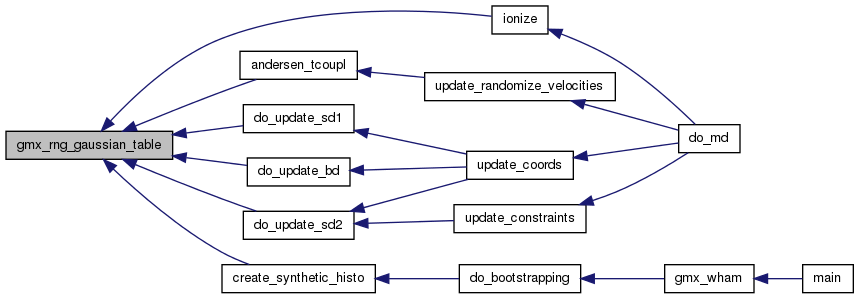 ionize
andersen_tcoupl
update_randomize_velocities
do_update_sd1
do_md
gmx_rng_gaussian_table
do_update_bd
update_coords
do_update_sd2
update_constraints
create_synthetic_histo
do_bootstrapping
gmx_wham
main